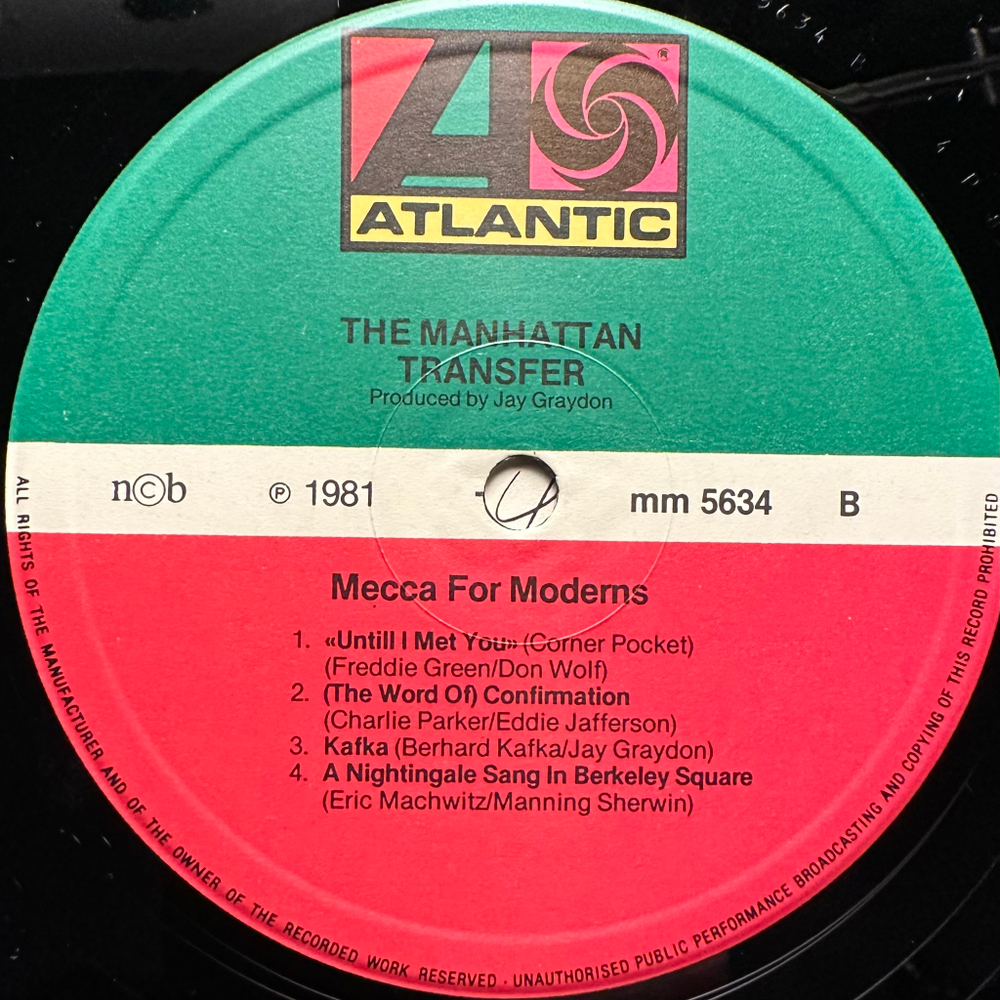 5634 B
®
ATLANTIC
THE MANHATTAN
TRANSFER
Produced by Jay Graydon
n©b ℗ 1981 mm 5634 B
Mecca For Moderns
1. «Untill I Met You» (Corner Pocket)
(Freddie Green/Don Wolf)
2. (The Word Of) Confirmation
(Charlie Parker/Eddie Jafferson)
3. Kafka (Berhard Kafka/Jay Graydon)
4. A Nightingale Sang In Berkeley Square
(Eric Machwitz/Manning Sherwin)
ALL RIGHTS OF THE MANUFACTURER AND OF THE OWNER OF THE RECORDED WORK RESERVED · UNAUTHORISED PUBLIC PERFORMANCE BROADCASTING AND COPYING OF THIS RECORD PROHIBITED